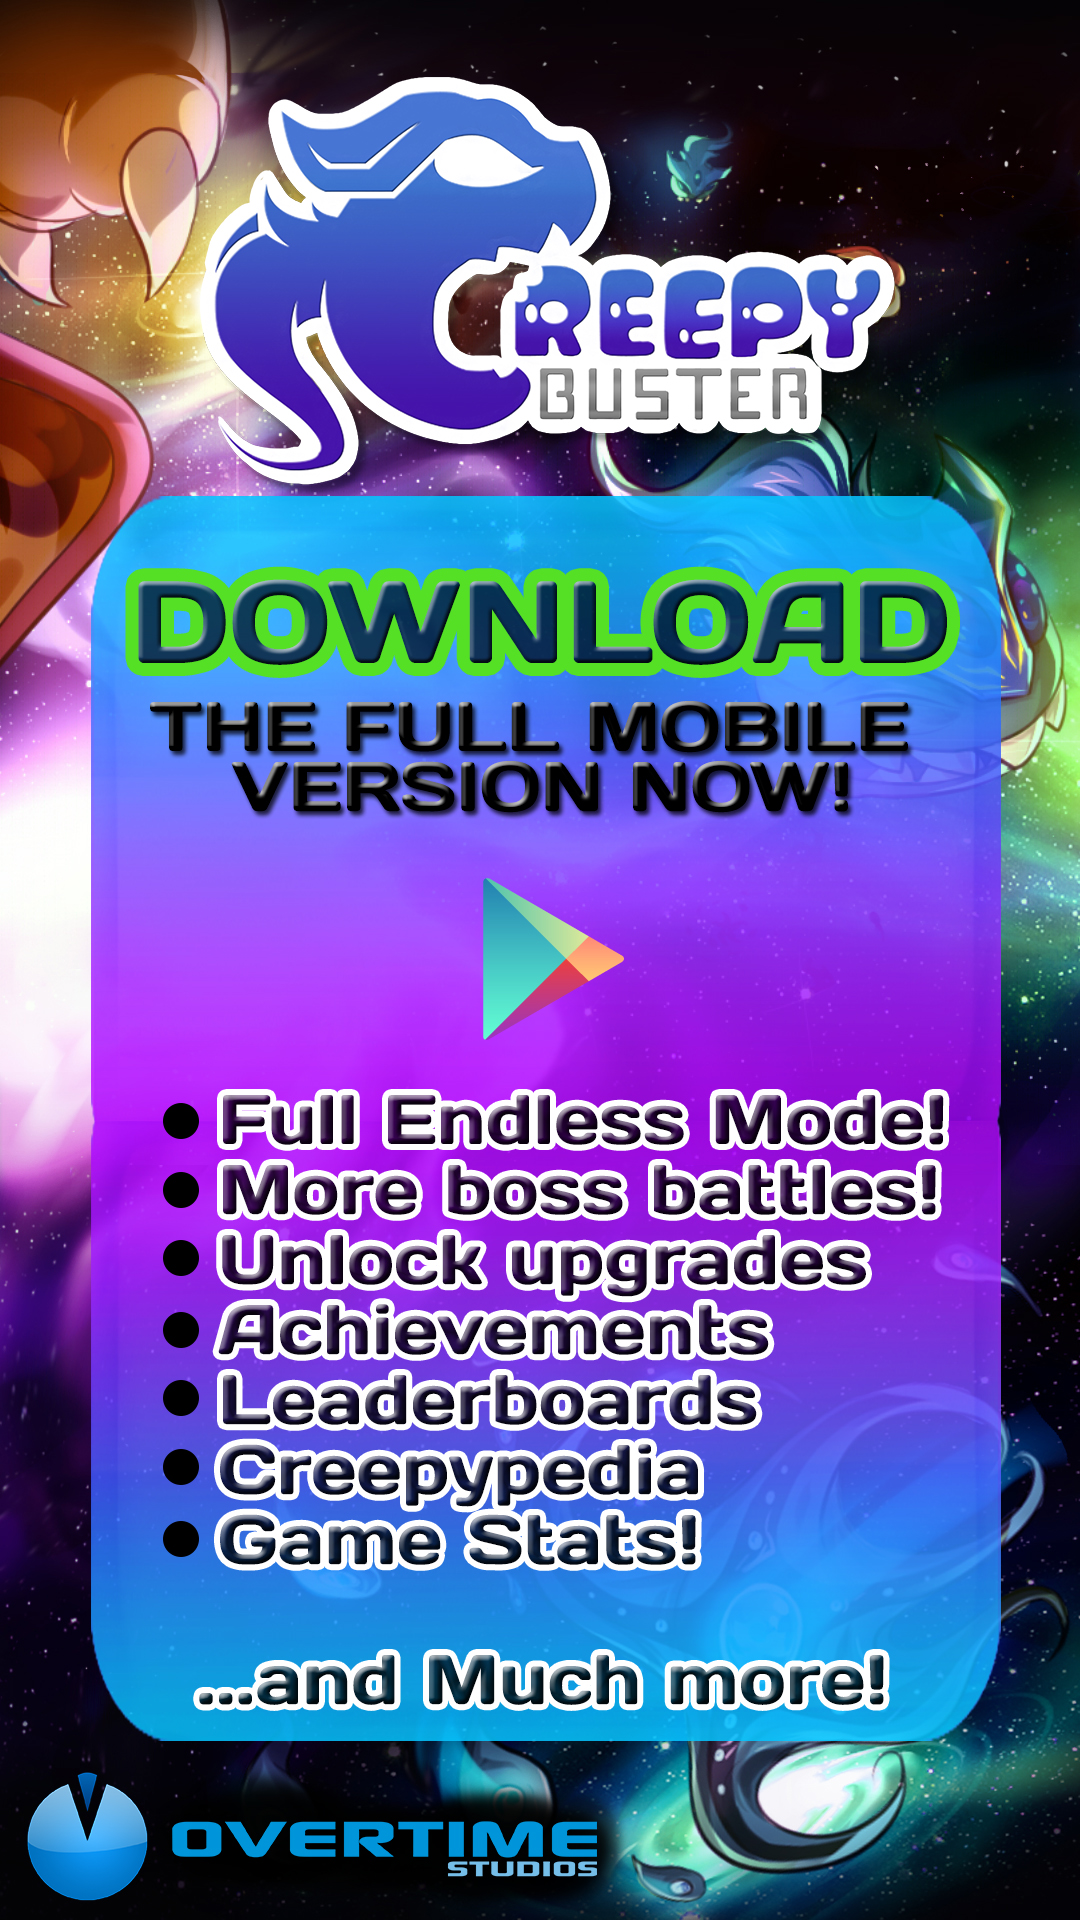 CREEPY
BUSTER
DOWNLOAD
THE FULL MOBILE
VERSION NOW!
• Full Endless Mode!
• More boss battles!
• Unlock upgrades
• Achievements
• Leaderboards
• Creepypedia
• Game Stats!
...and Much more!
OVERTIME
STUDIOS